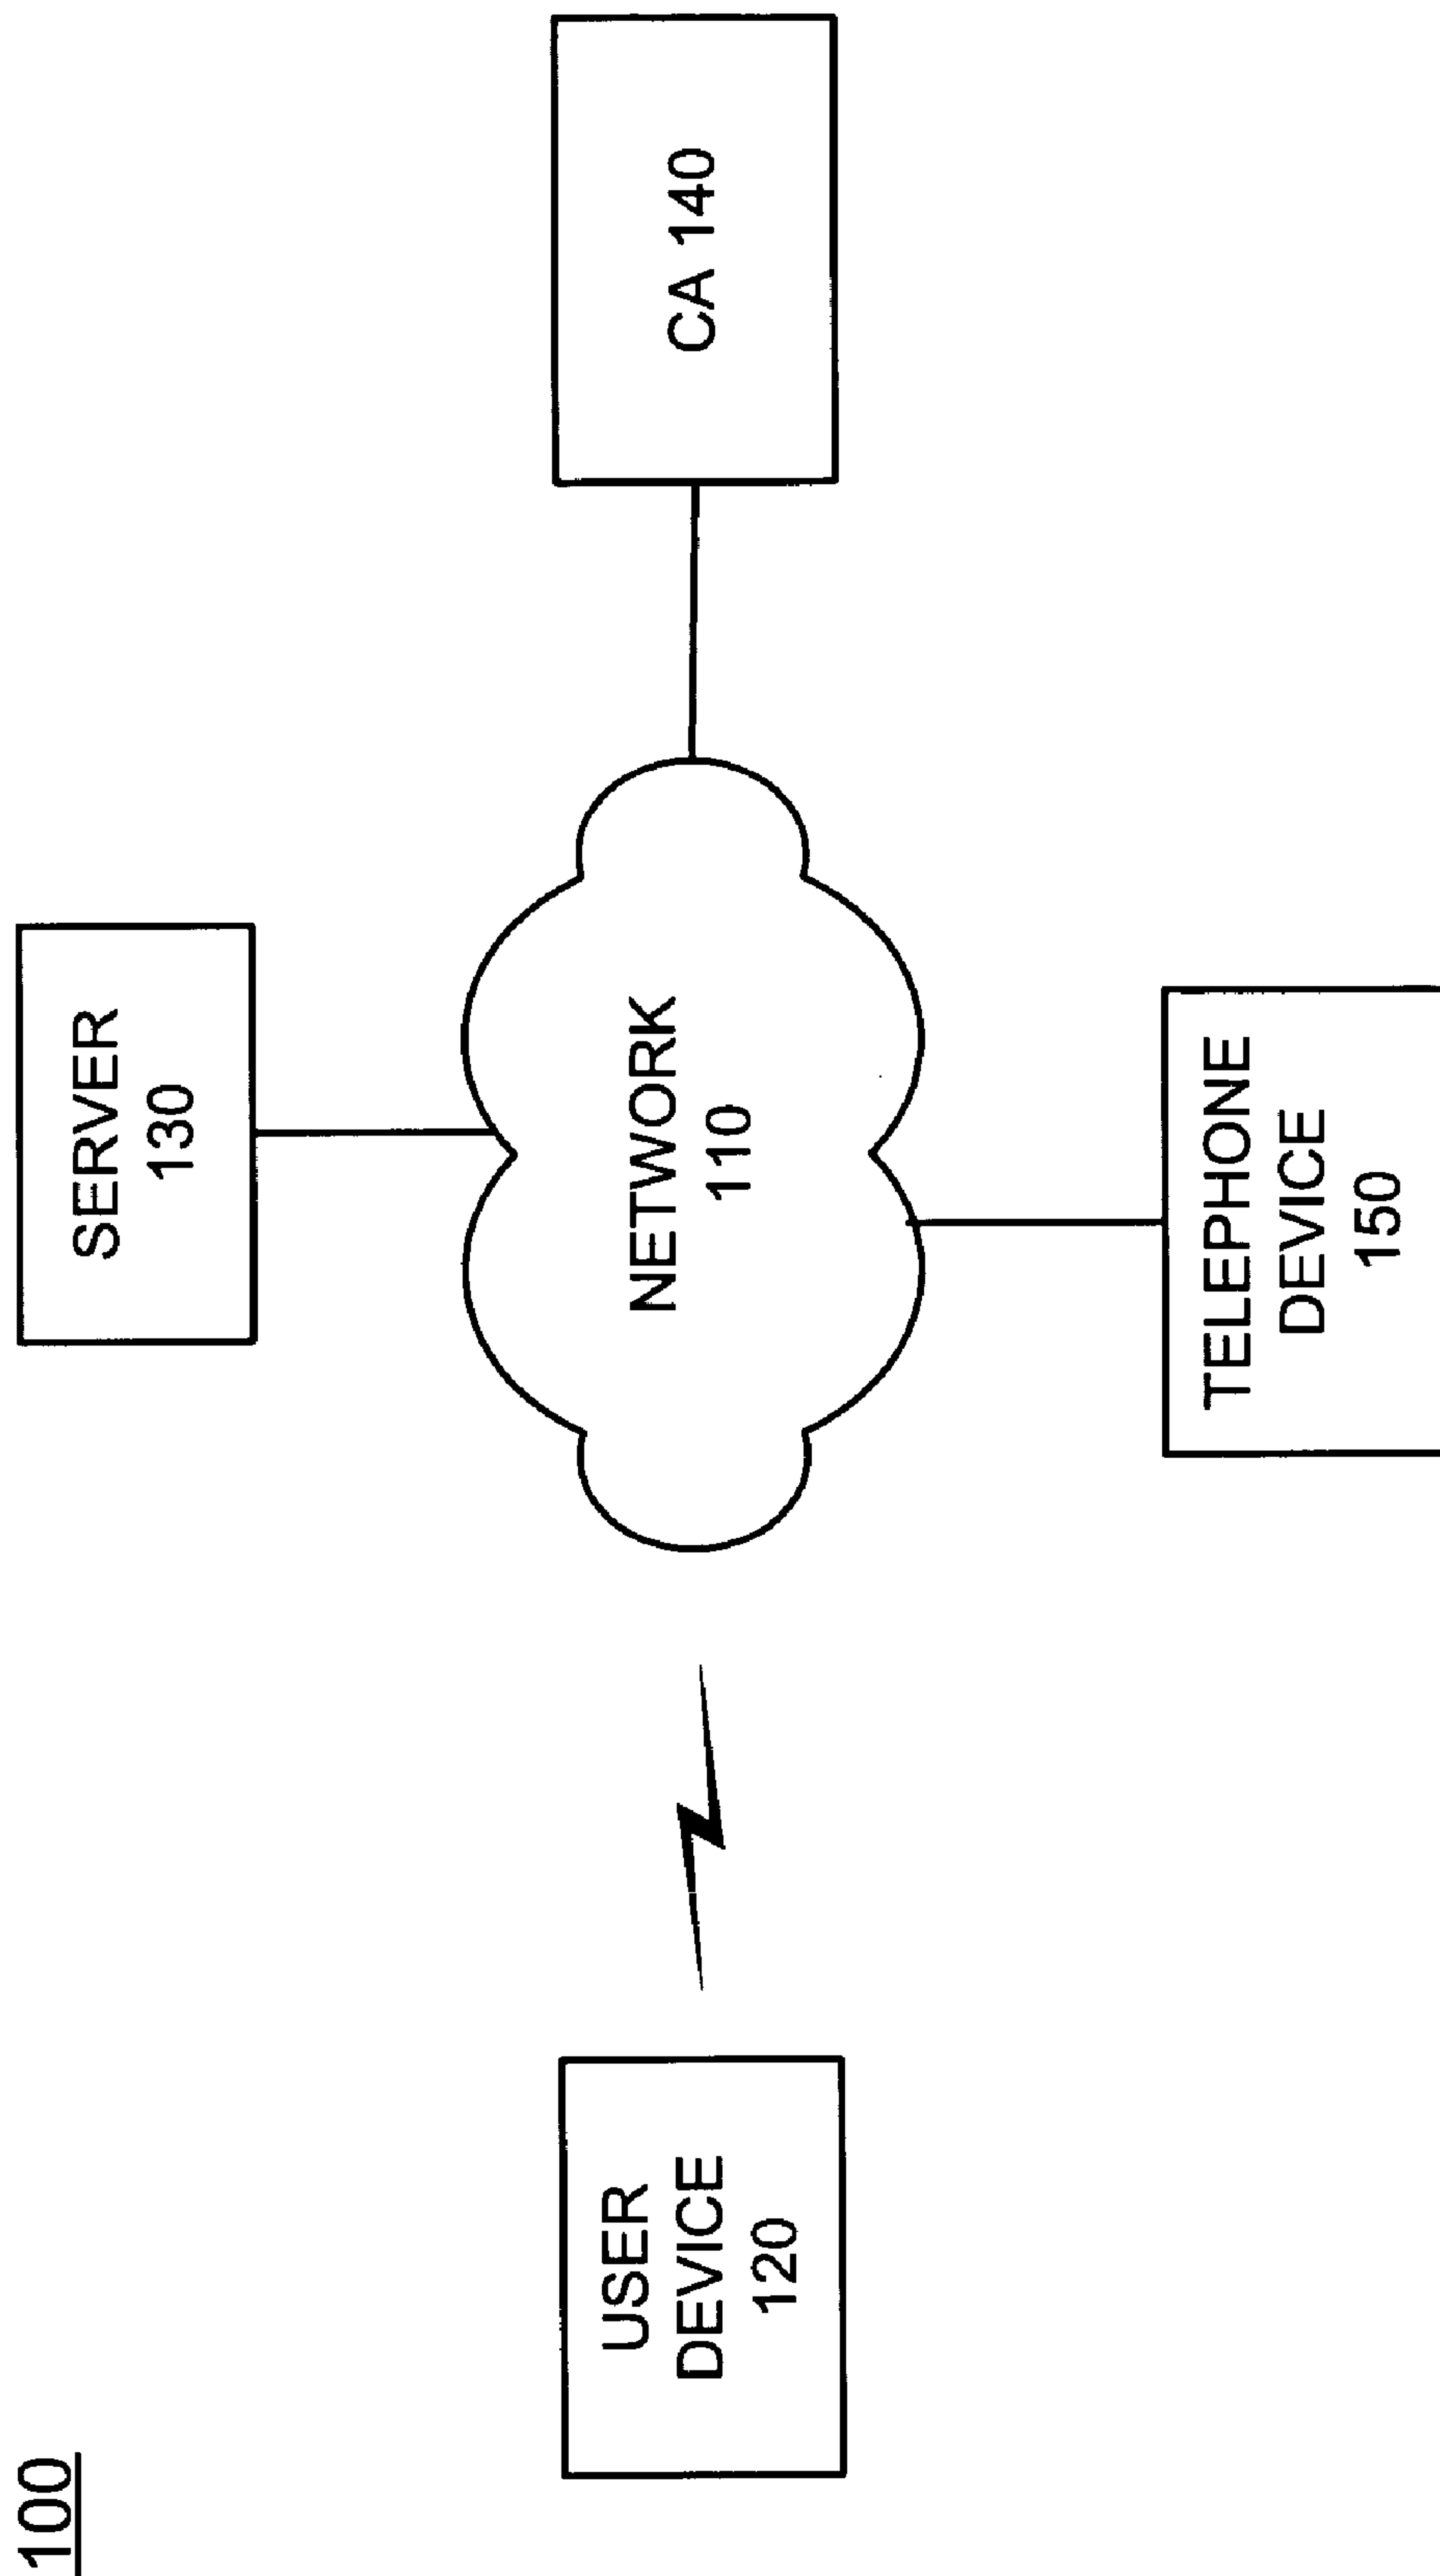 100
SERVER
130
USER
DEVICE
120
NETWORK
110
CA 140
TELEPHONE
DEVICE
150